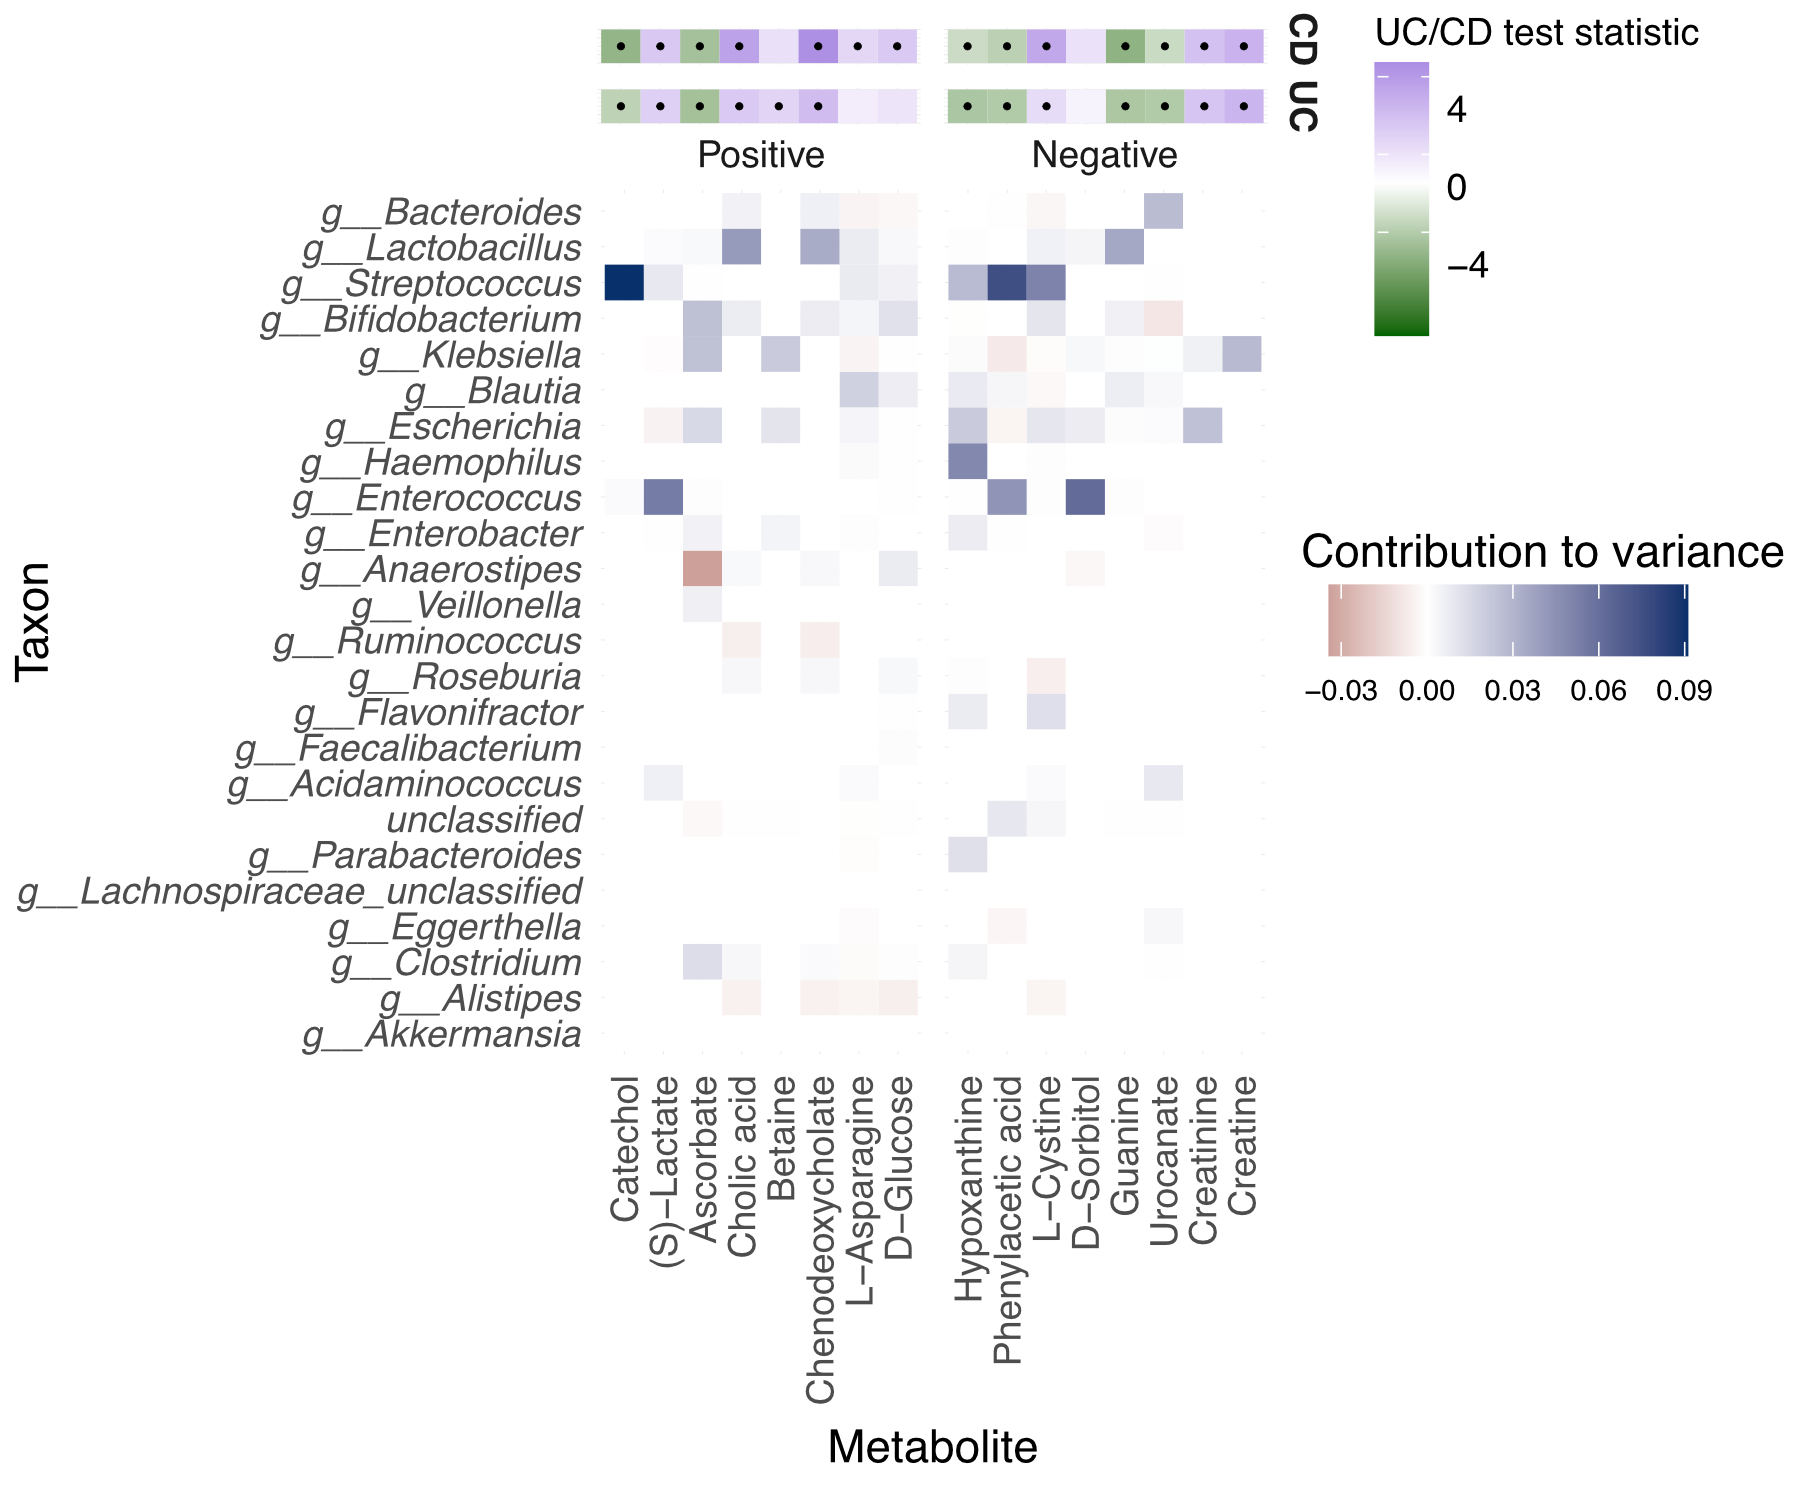 CD
UC
UC/CD test statistic
4
0
−4
Positive
Negative
Taxon
g__Bacteroides
g__Lactobacillus
g__Streptococcus
g__Bifidobacterium
g__Klebsiella
g__Blautia
g__Escherichia
g__Haemophilus
g__Enterococcus
g__Enterobacter
g__Anaerostipes
g__Veillonella
g__Ruminococcus
g__Roseburia
g__Flavonifractor
g__Faecalibacterium
g__Acidaminococcus
unclassified
g__Parabacteroides
g__Lachnospiraceae_unclassified
g__Eggerthella
g__Clostridium
g__Alistipes
g__Akkermansia
Contribution to variance
−0.03 0.00 0.03 0.06 0.09
Catechol
(S)−Lactate
Ascorbate
Cholic acid
Betaine
Chenodeoxycholate
L−Asparagine
D−Glucose
Hypoxanthine
Phenylacetic acid
L−Cystine
D−Sorbitol
Guanine
Urocanate
Creatinine
Creatine
Metabolite